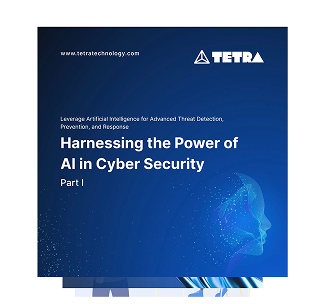 www.tetratechnology.com
TETRA
Leverage Artificial Intelligence for Advanced Threat Detection,
Prevention, and Response
Harnessing the Power of
AI in Cyber Security
Part I